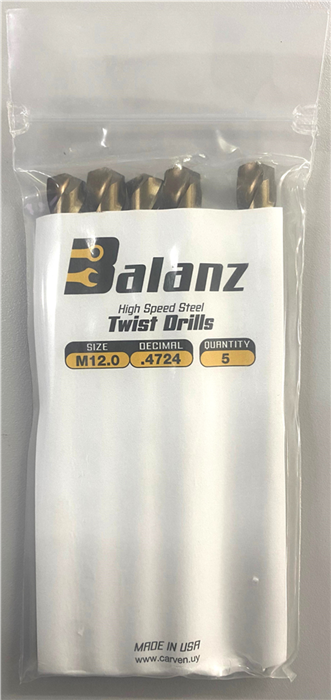 Balanz
High Speed Steel
Twist Drills
SIZE DECIMAL QUANTITY
M12.0 .4724 5
MADE IN USA
www.carven.uy